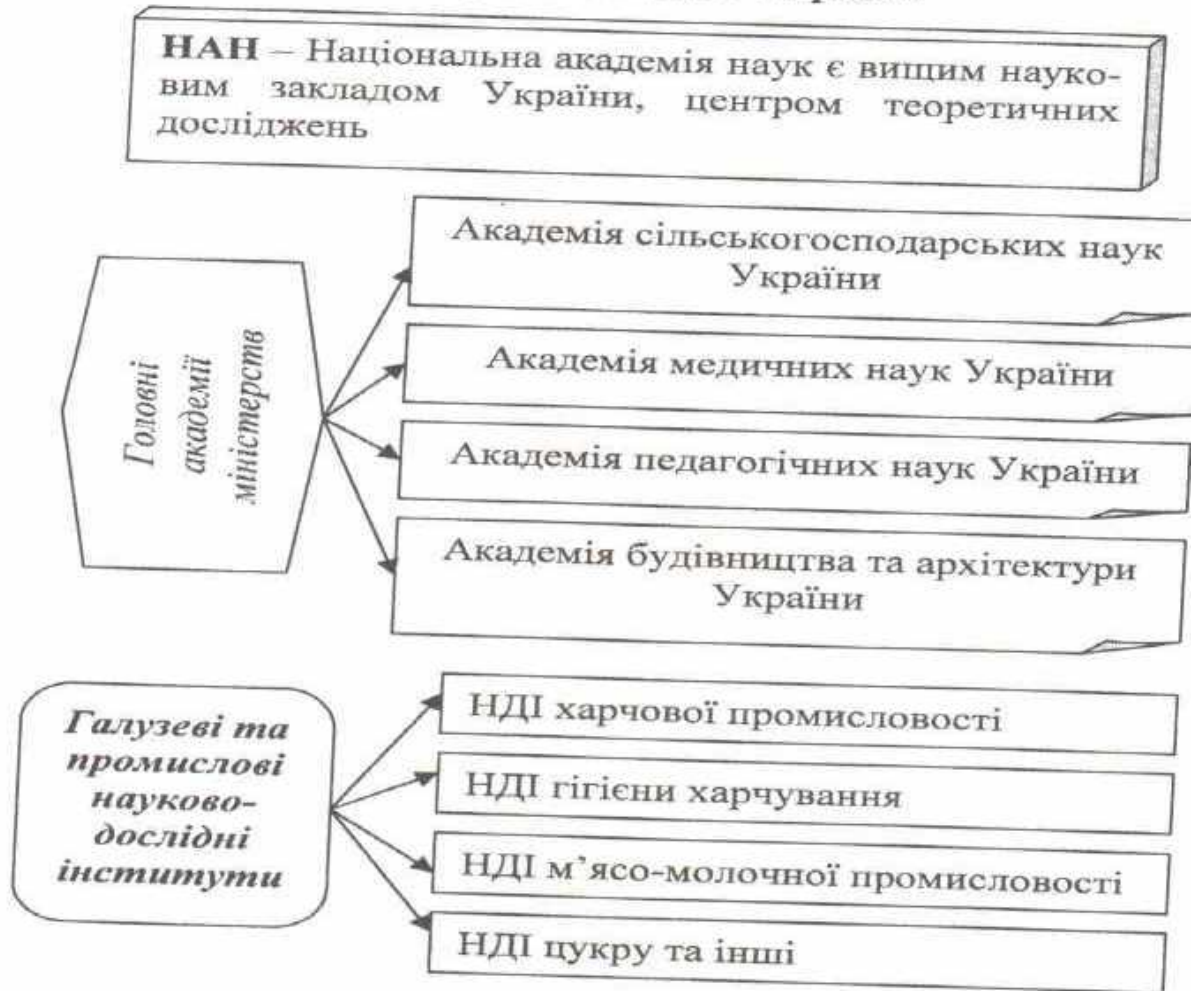 НАН – Національна академія наук є вищим науко-
вим закладом України, центром теоретичних
досліджень
Головні
академії
міністерств
Академія сільськогосподарських наук
України
Академія медичних наук України
Академія педагогічних наук України
Академія будівництва та архітектури
України
Галузеві та
промислові
науково-
дослідні
інститути
НДІ харчової промисловості
НДІ гігієни харчування
НДІ м’ясо-молочної промисловості
НДІ цукру та інші